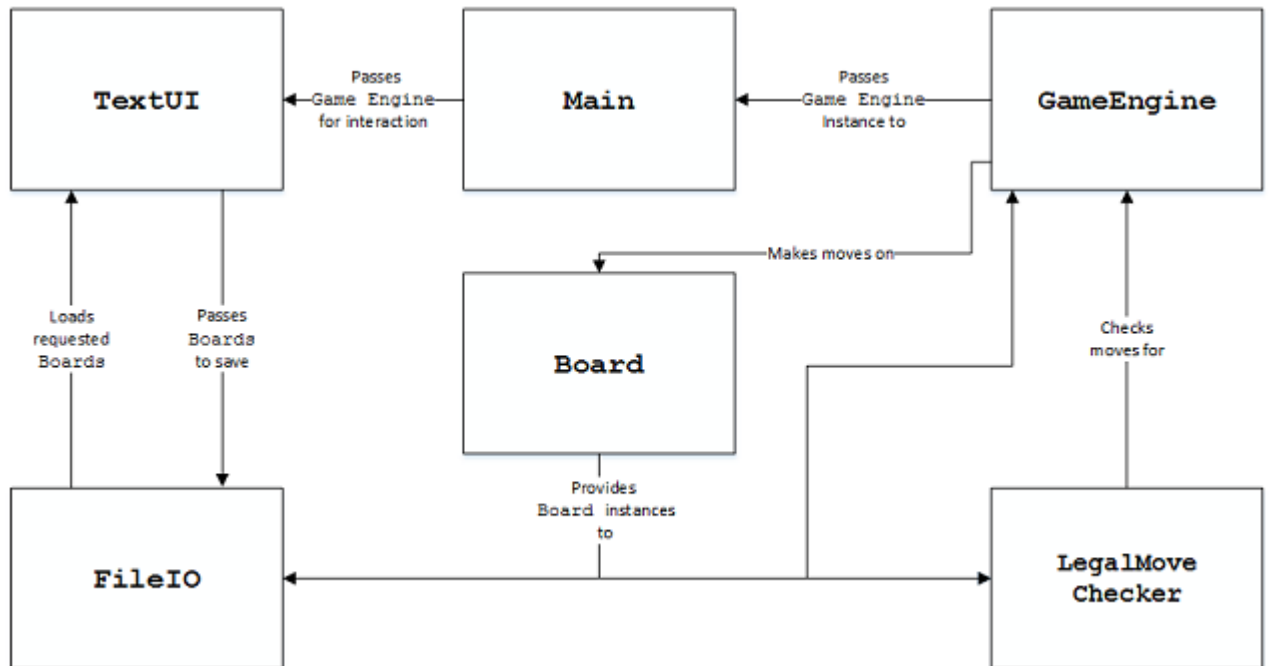 TextUI
Passes
Game Engine
for interaction
Main
Passes
Game Engine
Instance to
GameEngine
Makes moves on
Loads
requested
Boards
Passes
Boards
to save
Board
Checks
moves for
Provides
Board instances
to
FileIO
LegalMove
Checker